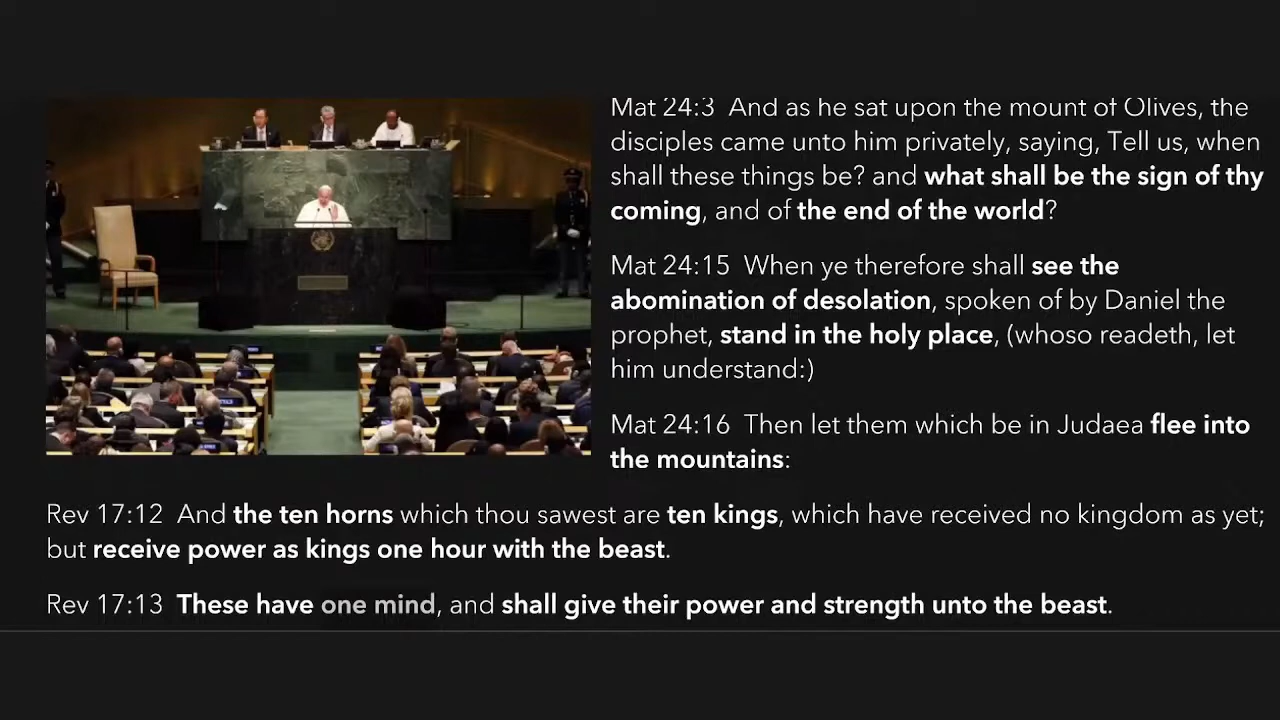 Mat 24:3 And as he sat upon the mount of Olives, the
disciples came unto him privately, saying, Tell us, when
shall these things be? and what shall be the sign of thy
coming, and of the end of the world?
Mat 24:15 When ye therefore shall see the
abomination of desolation, spoken of by Daniel the
prophet, stand in the holy place, (whoso readeth, let
him understand:)
Mat 24:16 Then let them which be in Judaea flee into
the mountains:
Rev 17:12 And the ten horns which thou sawest are ten kings, which have received no kingdom as yet;
but receive power as kings one hour with the beast.
Rev 17:13 These have one mind, and shall give their power and strength unto the beast.